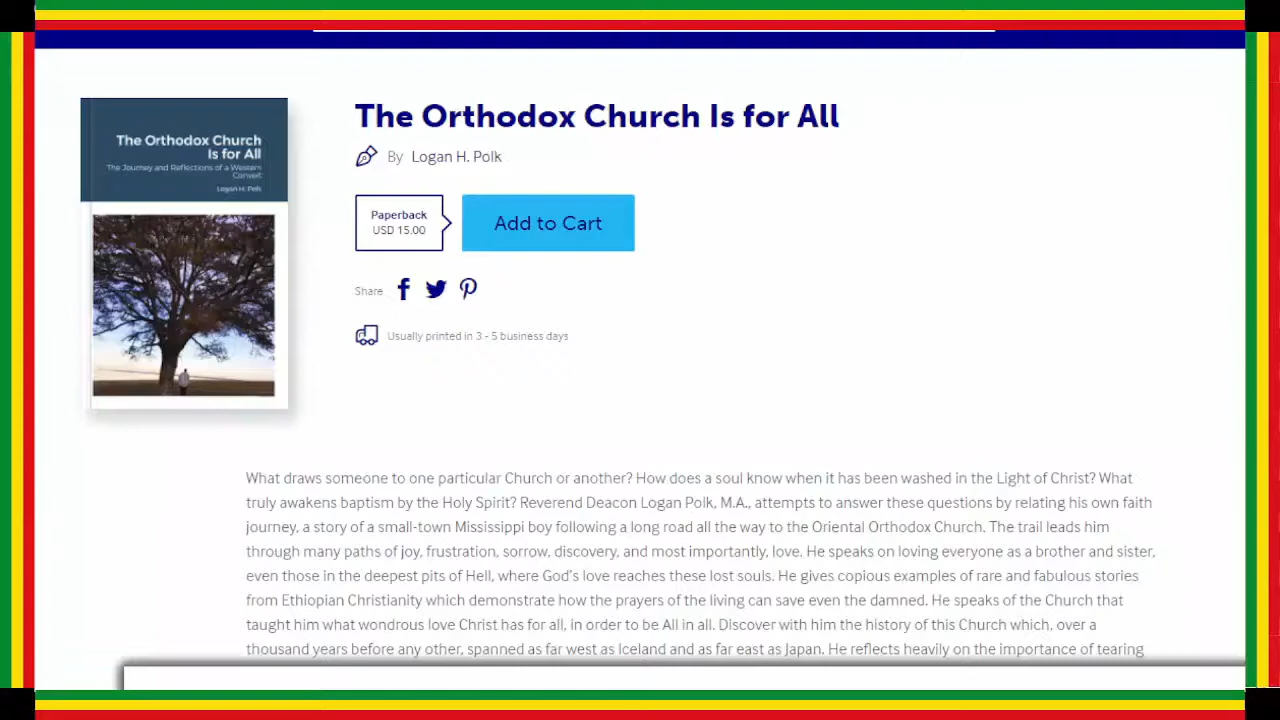 The Orthodox Church
Is for All
The Journey and Reflections of a Western
Convert
Logan H. Polk
The Orthodox Church Is for All
By Logan H. Polk
Paperback
USD 15.00
Add to Cart
Share
Usually printed in 3 - 5 business days
What draws someone to one particular Church or another? How does a soul know when it has been washed in the Light of Christ? What
truly awakens baptism by the Holy Spirit? Reverend Deacon Logan Polk, M.A., attempts to answer these questions by relating his own faith
journey, a story of a small-town Mississippi boy following a long road all the way to the Oriental Orthodox Church. The trail leads him
through many paths of joy, frustration, sorrow, discovery, and most importantly, love. He speaks on loving everyone as a brother and sister,
even those in the deepest pits of Hell, where God's love reaches these lost souls. He gives copious examples of rare and fabulous stories
from Ethiopian Christianity which demonstrate how the prayers of the living can save even the damned. He speaks of the Church that
taught him what wondrous love Christ has for all, in order to be All in all. Discover with him the history of this Church which, over a
thousand years before any other, spanned as far west as Iceland and as far east as Japan. He reflects heavily on the importance of tearing